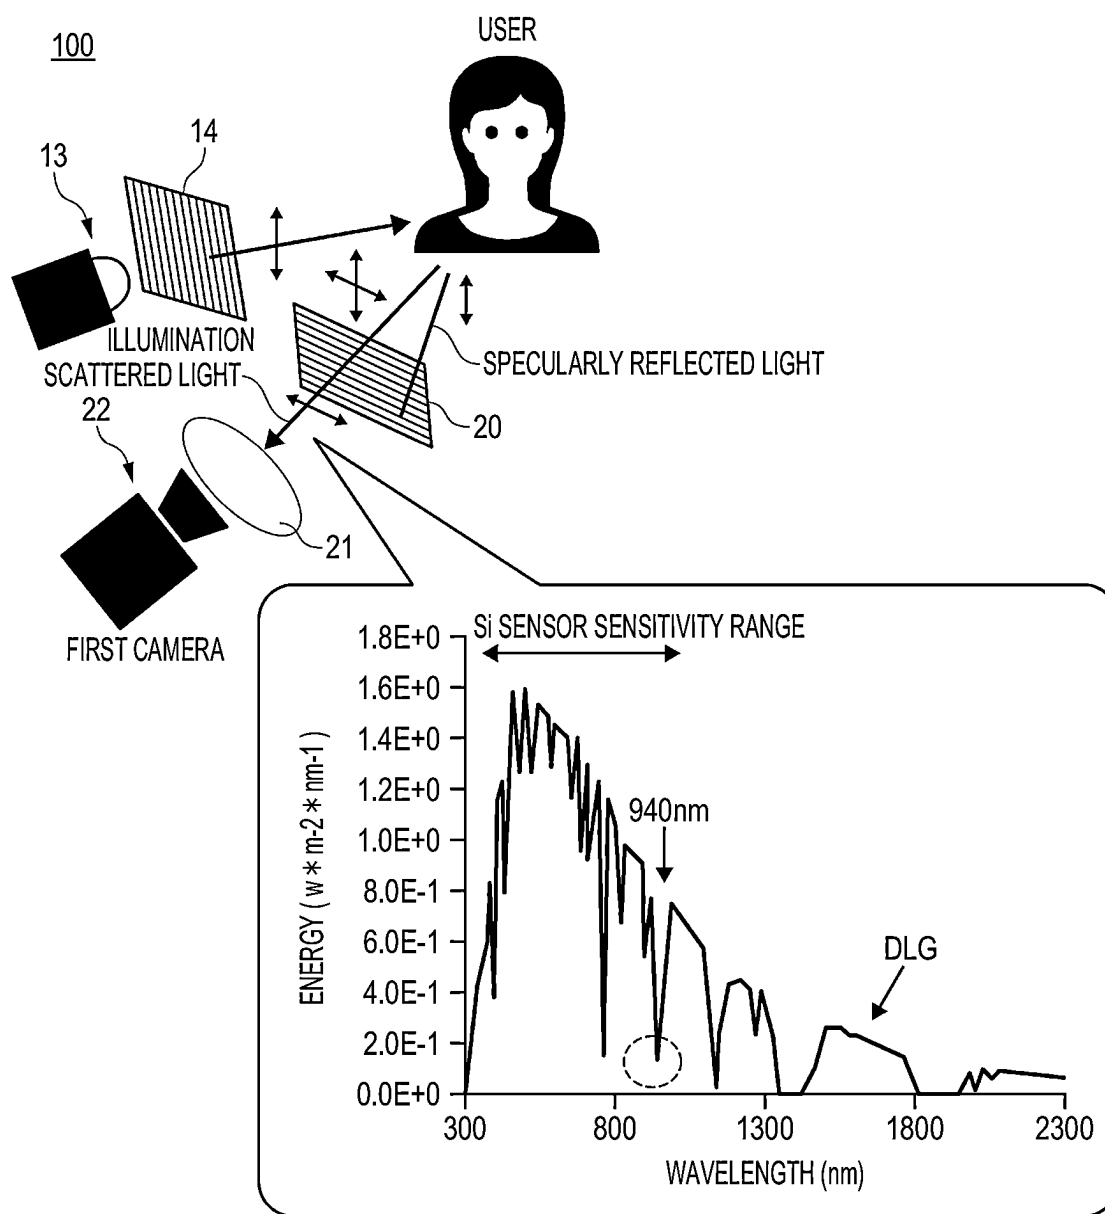 100
USER
14
13
ILLUMINATION
SCATTERED LIGHT
SPECULARLY REFLECTED LIGHT
22
20
21
FIRST CAMERA
Si SENSOR SENSITIVITY RANGE
1.8E+0
1.6E+0
1.4E+0
1.2E+0
1.0E+0
8.0E-1
6.0E-1
4.0E-1
2.0E-1
0.0E+0
ENERGY ( w * m-2 * nm-1 )
940nm
DLG
300 800 1300 1800 2300
WAVELENGTH (nm)